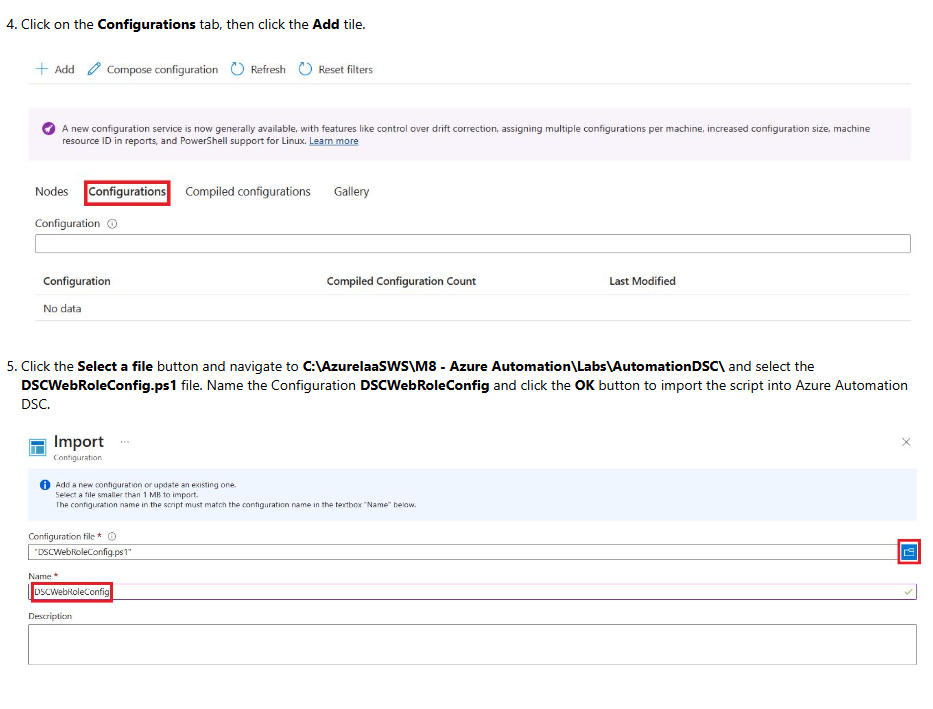 4. Click on the Configurations tab, then click the Add tile.
Add Compose configuration Refresh Reset filters
A new configuration service is now generally available, with features like control over drift correction, assigning multiple configurations per machine, increased configuration size, machine
resource ID in reports, and PowerShell support for Linux. Learn more
Nodes Configurations Compiled configurations Gallery
Configuration
Configuration Compiled Configuration Count Last Modified
No data
5. Click the Select a file button and navigate to C:\AzureIaaSWS\M8 - Azure Automation\Labs\AutomationDSC\ and select the
DSCWebRoleConfig.ps1 file. Name the Configuration DSCWebRoleConfig and click the OK button to import the script into Azure Automation
DSC.
Import ...
Configuration
Add a new configuration or update an existing one.
Select a file smaller than 1 MB to import.
The configuration name in the script must match the configuration name in the textbox "Name" below.
Configuration file *
"DSCWebRoleConfig.ps1"
Name *
DSCWebRoleConfig
Description